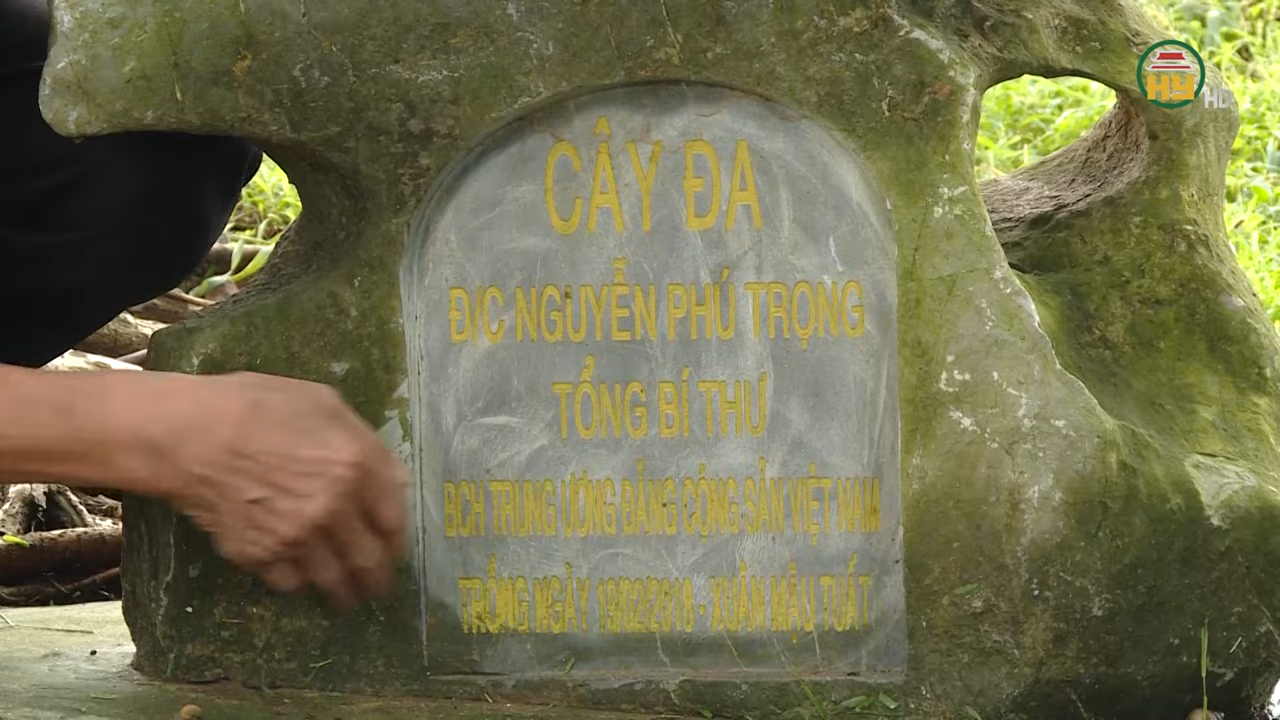 HY HD
CÂY ĐA
Đ/C NGUYỄN PHÚ TRỌNG
TỔNG BÍ THƯ
BCH TRUNG ƯƠNG ĐẢNG CỘNG SẢN VIỆT NAM
TRỒNG NGÀY 19/02/2018 - XUÂN MẬU TUẤT